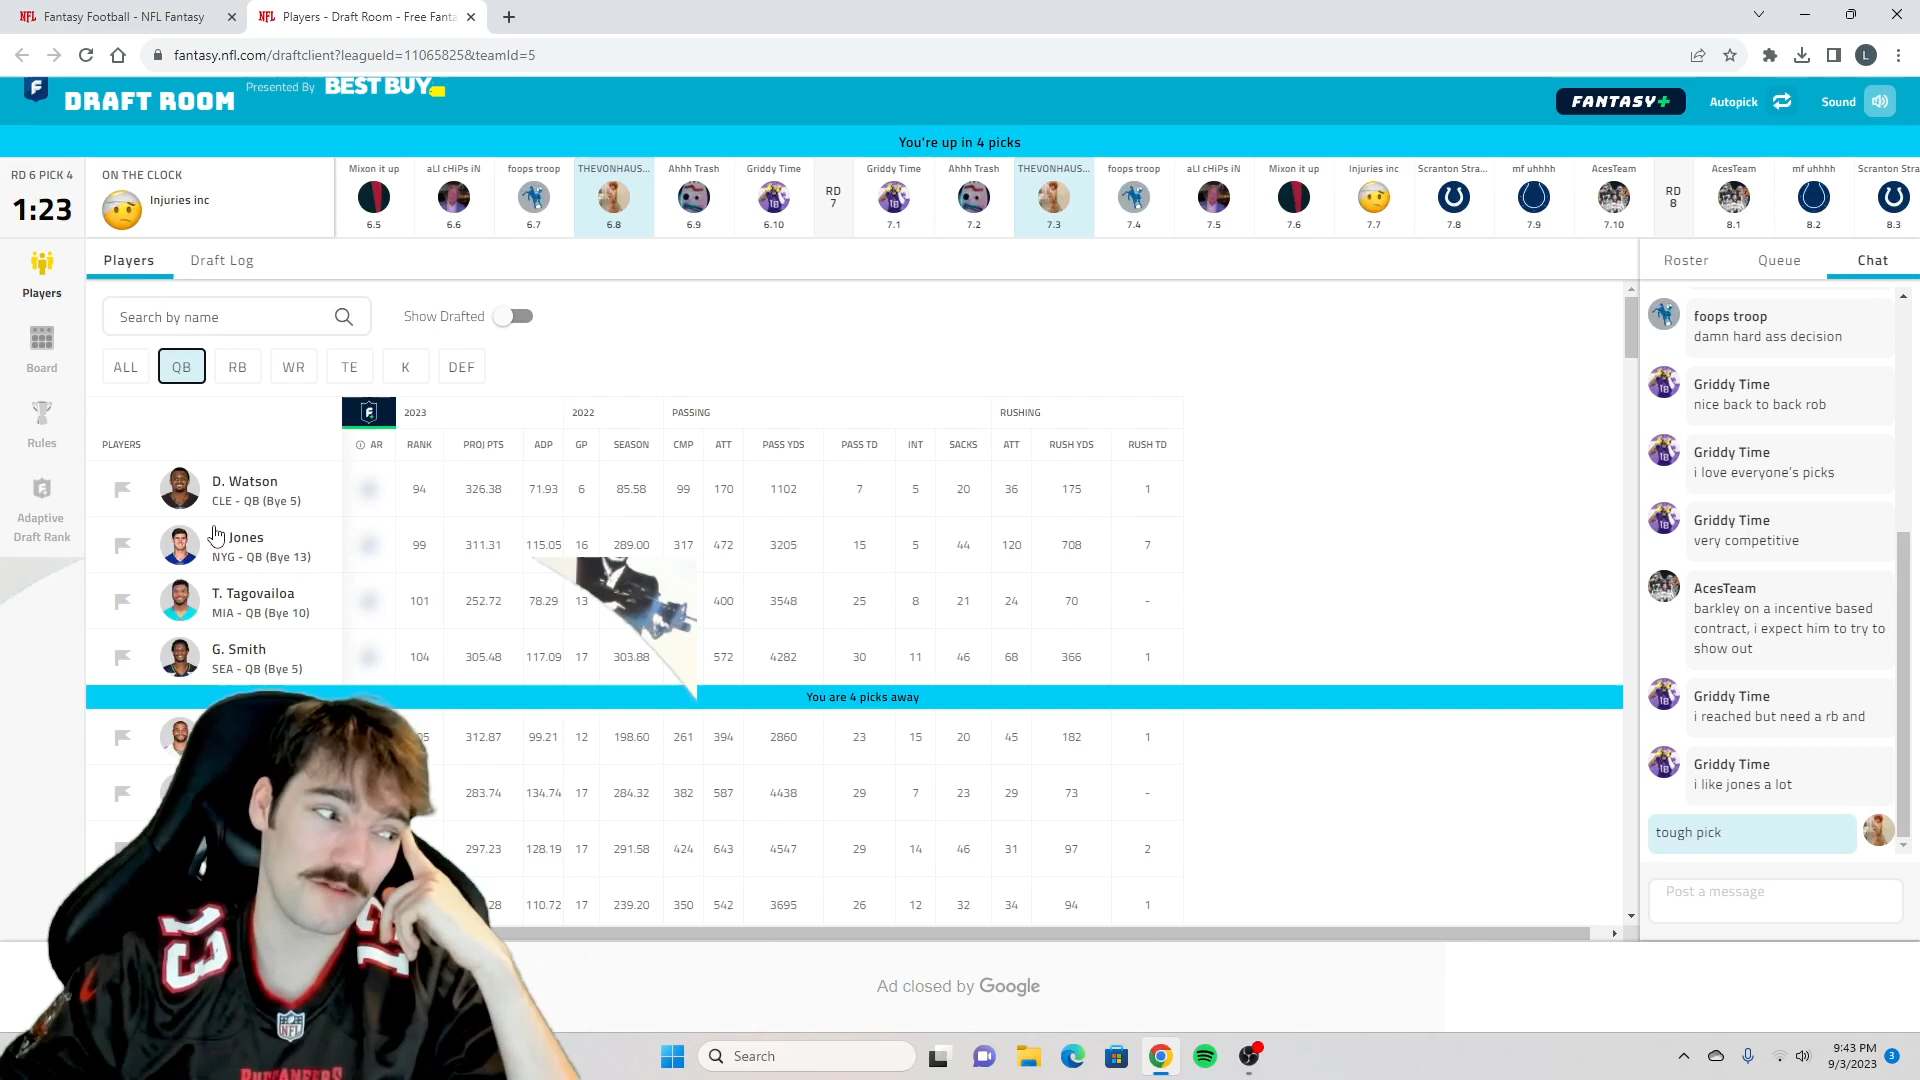 Fantasy Football - NFL Fantasy
Players - Draft Room - Free Fanta
fantasy.nfl.com/draftclient?leagueId=11065825&teamId=5
L
DRAFT ROOM
Presented By BEST BUY
FANTASY+
Autopick
Sound
You're up in 4 picks
RD 6 PICK 4
1:23
ON THE CLOCK
Injuries inc
Mixon it up
6.5
aLl cHiPs iN
6.6
foops troop
6.7
THEVONHAUS...
6.8
Ahhh Trash
6.9
Griddy Time
6.10
RD
7
Griddy Time
7.1
Ahhh Trash
7.2
THEVONHAUS...
7.3
foops troop
7.4
aLl cHiPs iN
7.5
Mixon it up
7.6
Injuries inc
7.7
Scranton Stra...
7.8
mf uhhhh
7.9
AcesTeam
7.10
RD
8
AcesTeam
8.1
mf uhhhh
8.2
Scranton Stra
8.3
Players
Board
Rules
Adaptive
Draft Rank
Players
Draft Log
Search by name
Show Drafted
ALL QB RB WR TE K DEF
2023 2022 PASSING RUSHING
PLAYERS AR RANK PROJ PTS ADP GP SEASON CMP ATT PASS YDS PASS TD INT SACKS ATT RUSH YDS RUSH TD
D. Watson
CLE - QB (Bye 5)
94 326.38 71.93 6 85.58 99 170 1102 7 5 20 36 175 1
Jones
NYG - QB (Bye 13)
99 311.31 115.05 16 289.00 317 472 3205 15 5 44 120 708 7
T. Tagovailoa
MIA - QB (Bye 10)
101 252.72 78.29 13 400 3548 25 8 21 24 70 -
G. Smith
SEA - QB (Bye 5)
104 305.48 117.09 17 303.88 572 4282 30 11 46 68 366 1
You are 4 picks away
05 312.87 99.21 12 198.60 261 394 2860 23 15 20 45 182 1
283.74 134.74 17 284.32 382 587 4438 29 7 23 29 73 -
297.23 128.19 17 291.58 424 643 4547 29 14 46 31 97 2
28 110.72 17 239.20 350 542 3695 26 12 32 34 94 1
Roster
Queue
Chat
foops troop
damn hard ass decision
Griddy Time
nice back to back rob
Griddy Time
i love everyone's picks
Griddy Time
very competitive
AcesTeam
barkley on a incentive based
contract, i expect him to try to
show out
Griddy Time
i reached but need a rb and
Griddy Time
i like jones a lot
tough pick
Post a message
Ad closed by Google
NFL
BUCCANEERS
Search
9:43 PM
9/3/2023
3